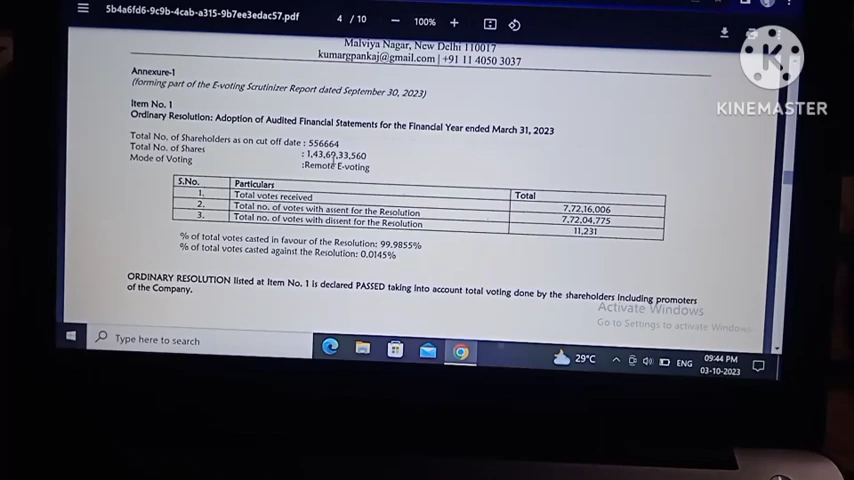 5b4a6fd6-9c9b-4cab-a315-9b7ee3edac57.pdf
4 / 10
100%
Malviya Nagar, New Delhi 110017
kumargpankaj@gmail.com | +91 11 4050 3037
KINEMASTER
Annexure-1
(forming part of the E-voting Scrutinizer Report dated September 30, 2023)
Item No. 1
Ordinary Resolution: Adoption of Audited Financial Statements for the Financial Year ended March 31, 2023
Total No. of Shareholders as on cut off date : 556664
Total No. of Shares : 1,43,69,33,560
Mode of Voting :Remote E-voting
S.No. Particulars Total
1. Total votes received 7,72,16,006
2. Total no. of votes with assent for the Resolution 7,72,04,775
3. Total no. of votes with dissent for the Resolution 11,231
% of total votes casted in favour of the Resolution: 99.9855%
% of total votes casted against the Resolution: 0.0145%
ORDINARY RESOLUTION listed at Item No. 1 is declared PASSED taking into account total voting done by the shareholders including promoters
of the Company.
Activate Windows
Go to Settings to activate Windows
Type here to search
29°C
ENG
09:44 PM
03-10-2023